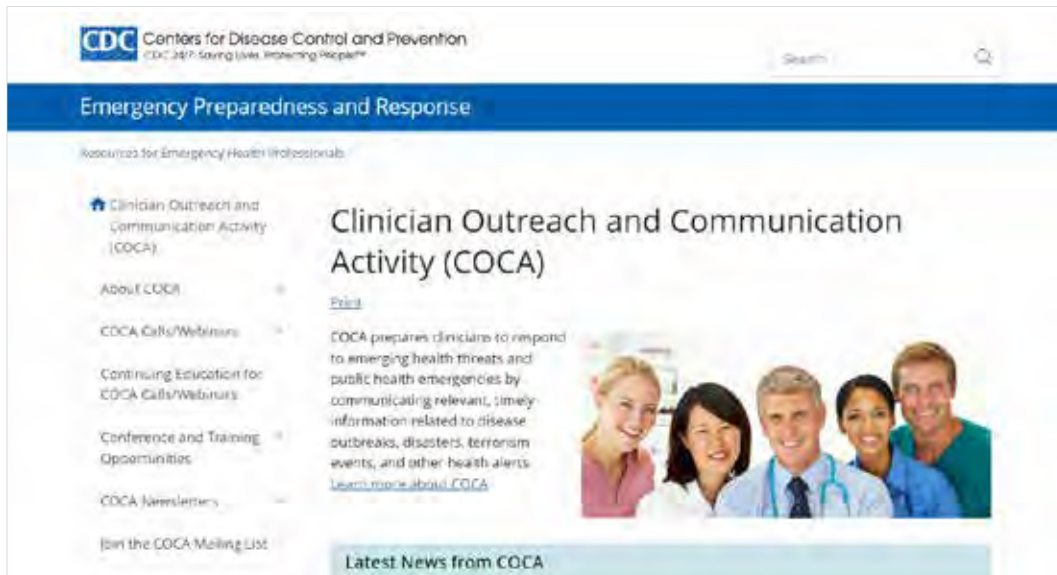 CDC Centers for Disease Control and Prevention
CDC 24/7: Saving Lives, Protecting People™
Search
Emergency Preparedness and Response
Resources for Emergency Health Professionals
Clinician Outreach and
Communication Activity
(COCA)
About COCA
COCA Calls/Webinars
Continuing Education for
COCA Calls/Webinars
Conference and Training
Opportunities
COCA Newsletters
Join the COCA Mailing List
Clinician Outreach and Communication
Activity (COCA)
Print
COCA prepares clinicians to respond
to emerging health threats and
public health emergencies by
communicating relevant, timely
information related to disease
outbreaks, disasters, terrorism
events, and other health alerts.
Learn more about COCA
Latest News from COCA